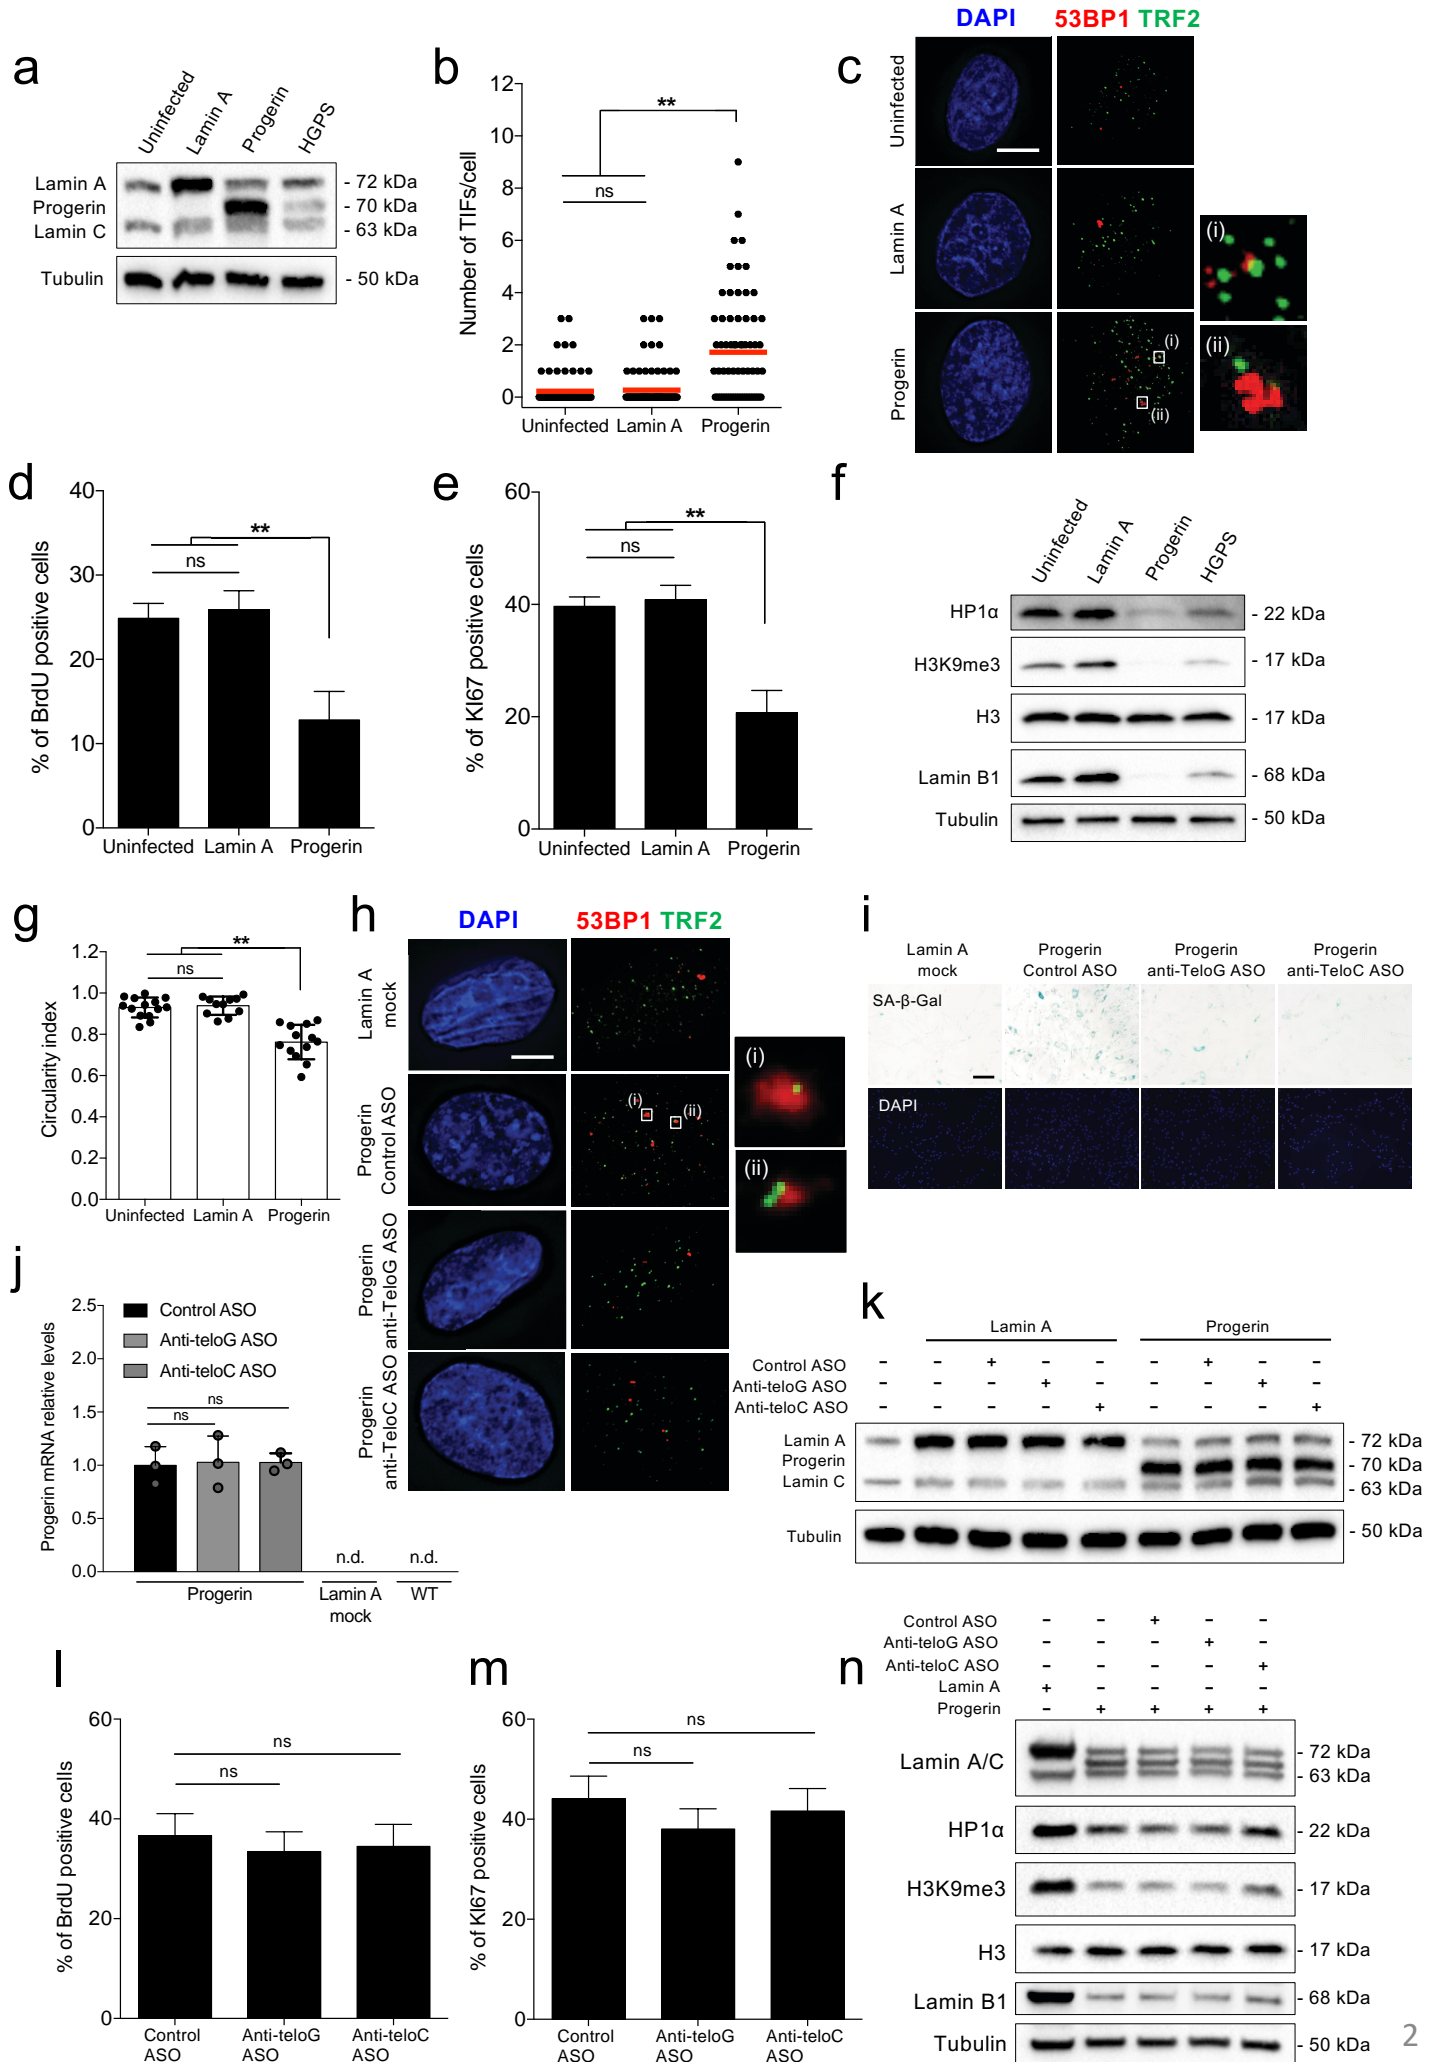 a
Uninfected
Lamin A
Progerin
HGPS
Lamin A
Progerin
Lamin C
Tubulin
- 72 kDa
- 70 kDa
- 63 kDa
- 50 kDa
b
Number of TIFs/cell
12
10
8
6
4
2
0
**
ns
Uninfected Lamin A Progerin
c
DAPI 53BP1 TRF2
Uninfected
Lamin A
Progerin
(i)
(ii)
(i)
(ii)
d
% of BrdU positive cells
40
30
20
10
0
**
ns
Uninfected Lamin A Progerin
e
% of KI67 positive cells
60
40
20
0
**
ns
Uninfected Lamin A Progerin
f
Uninfected
Lamin A
Progerin
HGPS
HP1α - 22 kDa
H3K9me3 - 17 kDa
H3 - 17 kDa
Lamin B1 - 68 kDa
Tubulin - 50 kDa
g
Circularity index
1.2
1.0
0.8
0.6
0.4
0.2
0.0
**
ns
Uninfected Lamin A Progerin
h
DAPI 53BP1 TRF2
Lamin A
mock
Progerin
Control ASO
Progerin
anti-TeloG ASO
Progerin
anti-TeloC ASO
(i)
(ii)
(i)
(ii)
i
Lamin A
mock
Progerin
Control ASO
Progerin
anti-TeloG ASO
Progerin
anti-TeloC ASO
SA-β-Gal
DAPI
j
Progerin mRNA relative levels
2.5
2.0
1.5
1.0
0.5
0.0
Control ASO
Anti-teloG ASO
Anti-teloC ASO
ns
ns
n.d. n.d.
Progerin
Lamin A
mock
WT
k
Lamin A Progerin
Control ASO - - + - - - + - -
Anti-teloG ASO - - - + - - - + -
Anti-teloC ASO - - - - + - - - +
Lamin A
Progerin
Lamin C
Tubulin
- 72 kDa
- 70 kDa
- 63 kDa
- 50 kDa
l
% of BrdU positive cells
60
40
20
0
ns
ns
Control
ASO
Anti-teloG
ASO
Anti-teloC
ASO
m
% of KI67 positive cells
60
40
20
0
ns
ns
Control
ASO
Anti-teloG
ASO
Anti-teloC
ASO
n
Control ASO - - + - -
Anti-teloG ASO - - - + -
Anti-teloC ASO - - - - +
Lamin A + - - - -
Progerin - + + + +
Lamin A/C
- 72 kDa
- 63 kDa
HP1α - 22 kDa
H3K9me3 - 17 kDa
H3 - 17 kDa
Lamin B1 - 68 kDa
Tubulin - 50 kDa
2